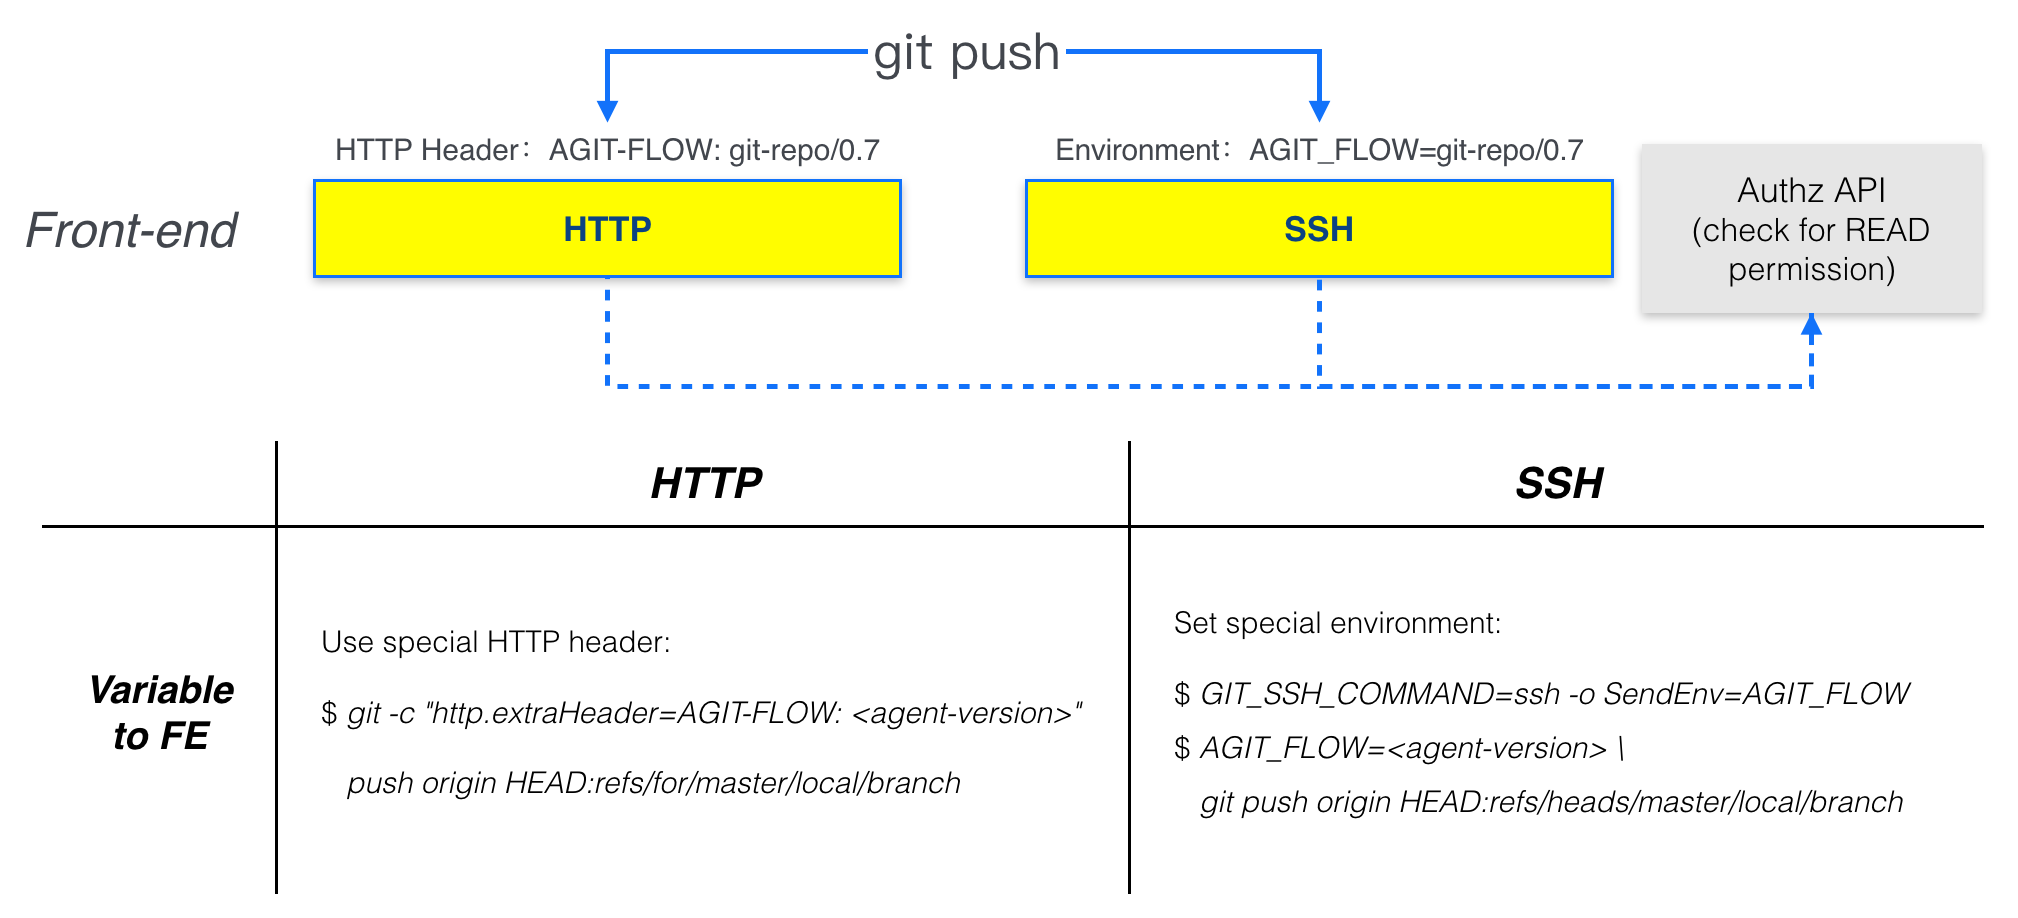 git push
HTTP Header： AGIT-FLOW: git-repo/0.7
Environment： AGIT_FLOW=git-repo/0.7
Front-end
HTTP
SSH
Authz API
(check for READ
permission)
HTTP
SSH
Variable
to FE
Use special HTTP header:
$ git -c "http.extraHeader=AGIT-FLOW: <agent-version>"
push origin HEAD:refs/for/master/local/branch
Set special environment:
$ GIT_SSH_COMMAND=ssh -o SendEnv=AGIT_FLOW
$ AGIT_FLOW=<agent-version> \
git push origin HEAD:refs/heads/master/local/branch